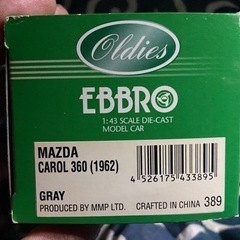 Oldies
EBBRO
1:43 SCALE DIE-CAST
MODEL CAR
MAZDA
CAROL 360 (1962)
4 526175 433895
GRAY
PRODUCED BY MMP LTD. CRAFTED IN CHINA 389